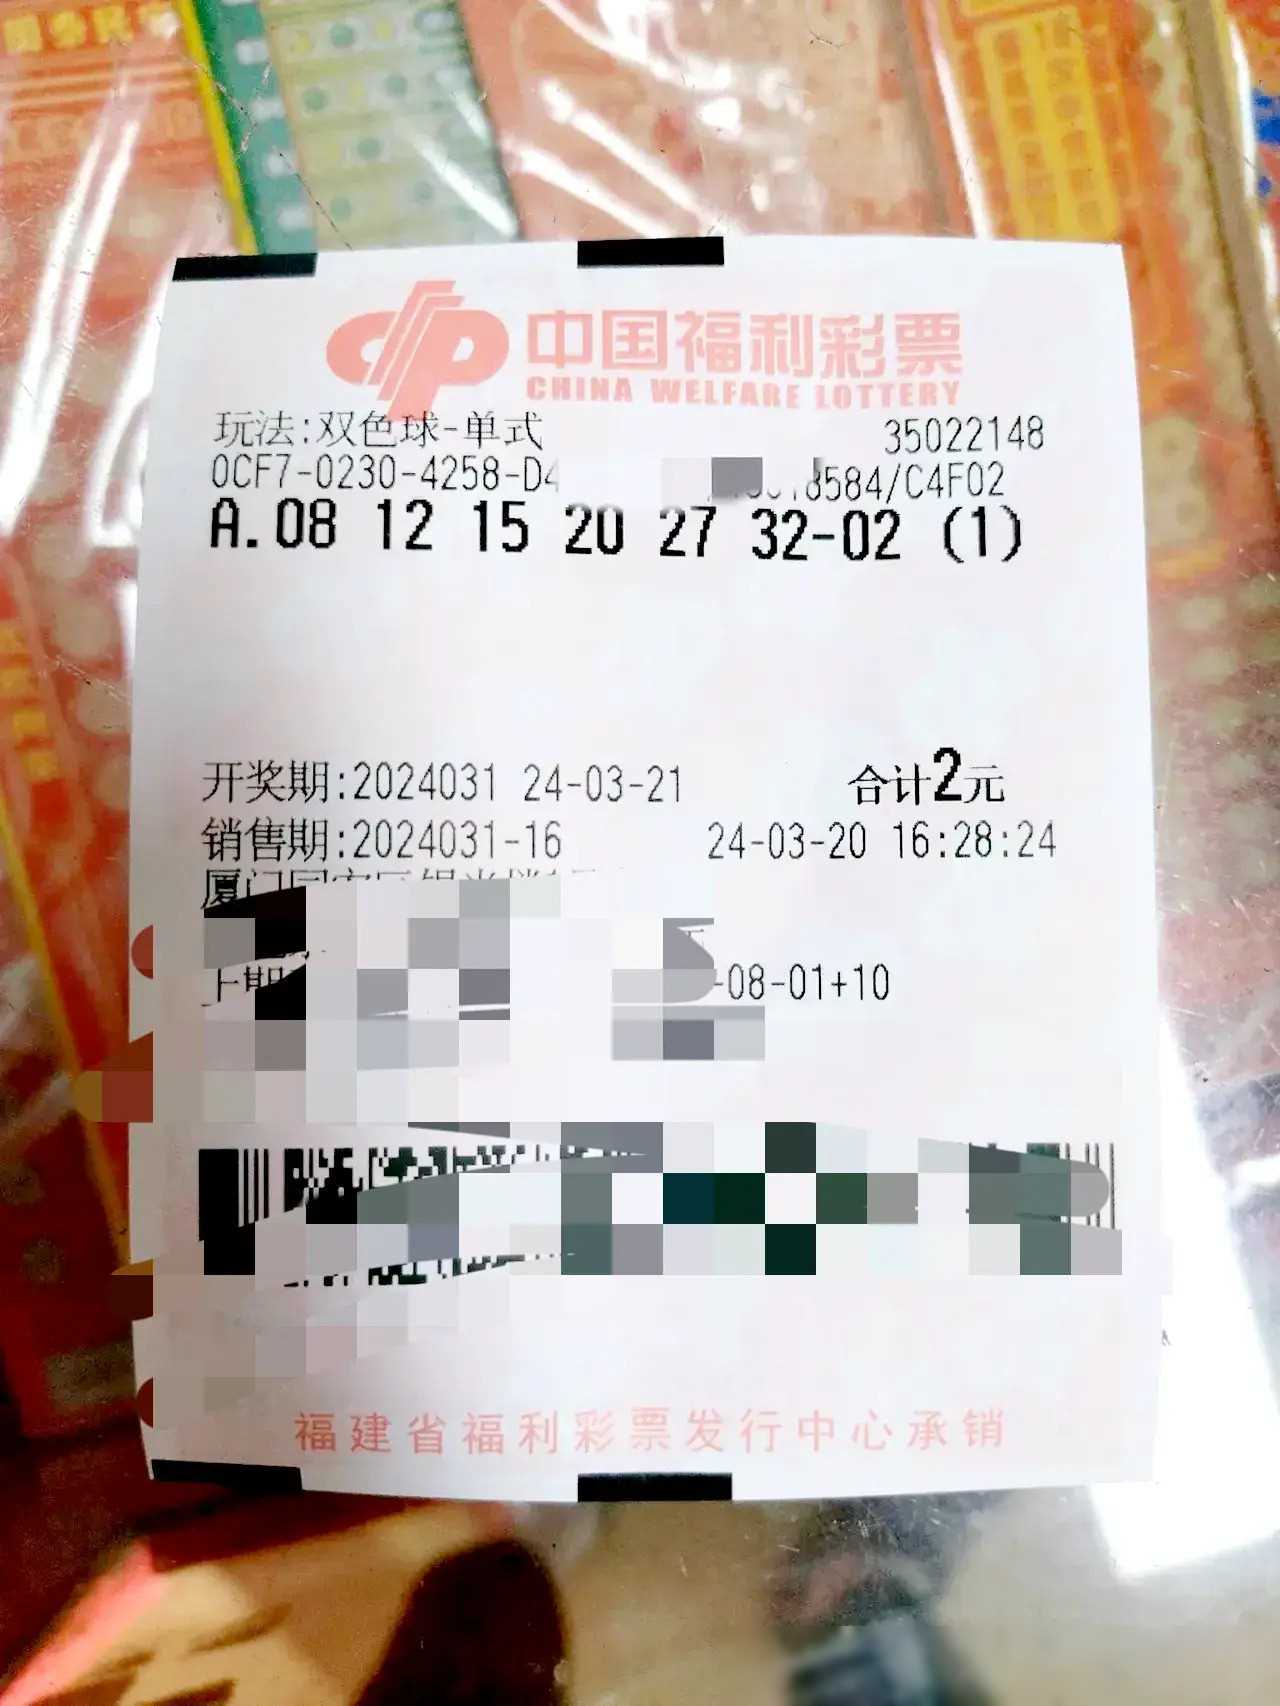 中国福利彩票
CHINA WELFARE LOTTERY
玩法:双色球-单式 35022148
0CF7-0230-4258-D4 8584/C4F02
A.08 12 15 20 27 32-02 (1)
开奖期:2024031 24-03-21 合计2元
销售期:2024031-16 24-03-20 16:28:24
厦门
-08-01+10
福建省福利彩票发行中心承销